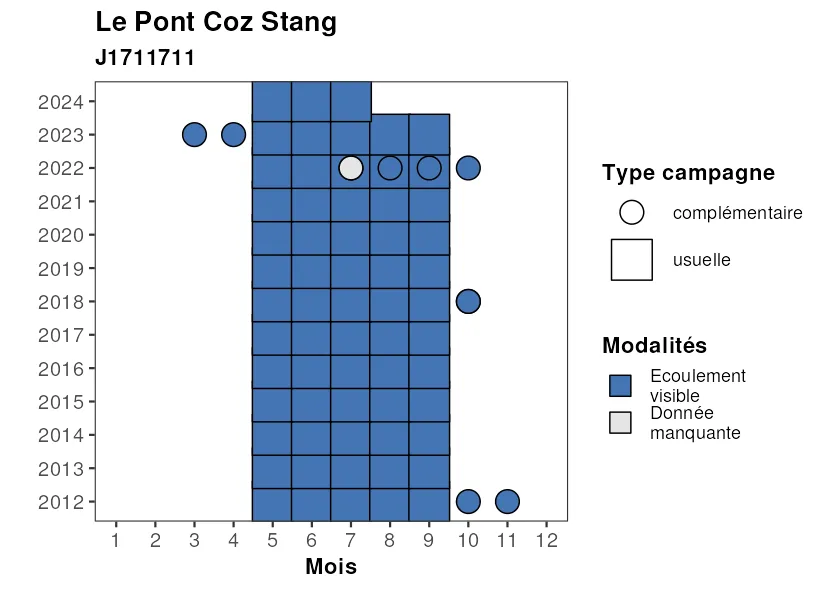 Le Pont Coz Stang
J1711711
2024
2023
2022
2021
2020
2019
2018
2017
2016
2015
2014
2013
2012
1 2 3 4 5 6 7 8 9 10 11 12
Mois
Type campagne
complémentaire
usuelle
Modalités
Ecoulement
visible
Donnée
manquante